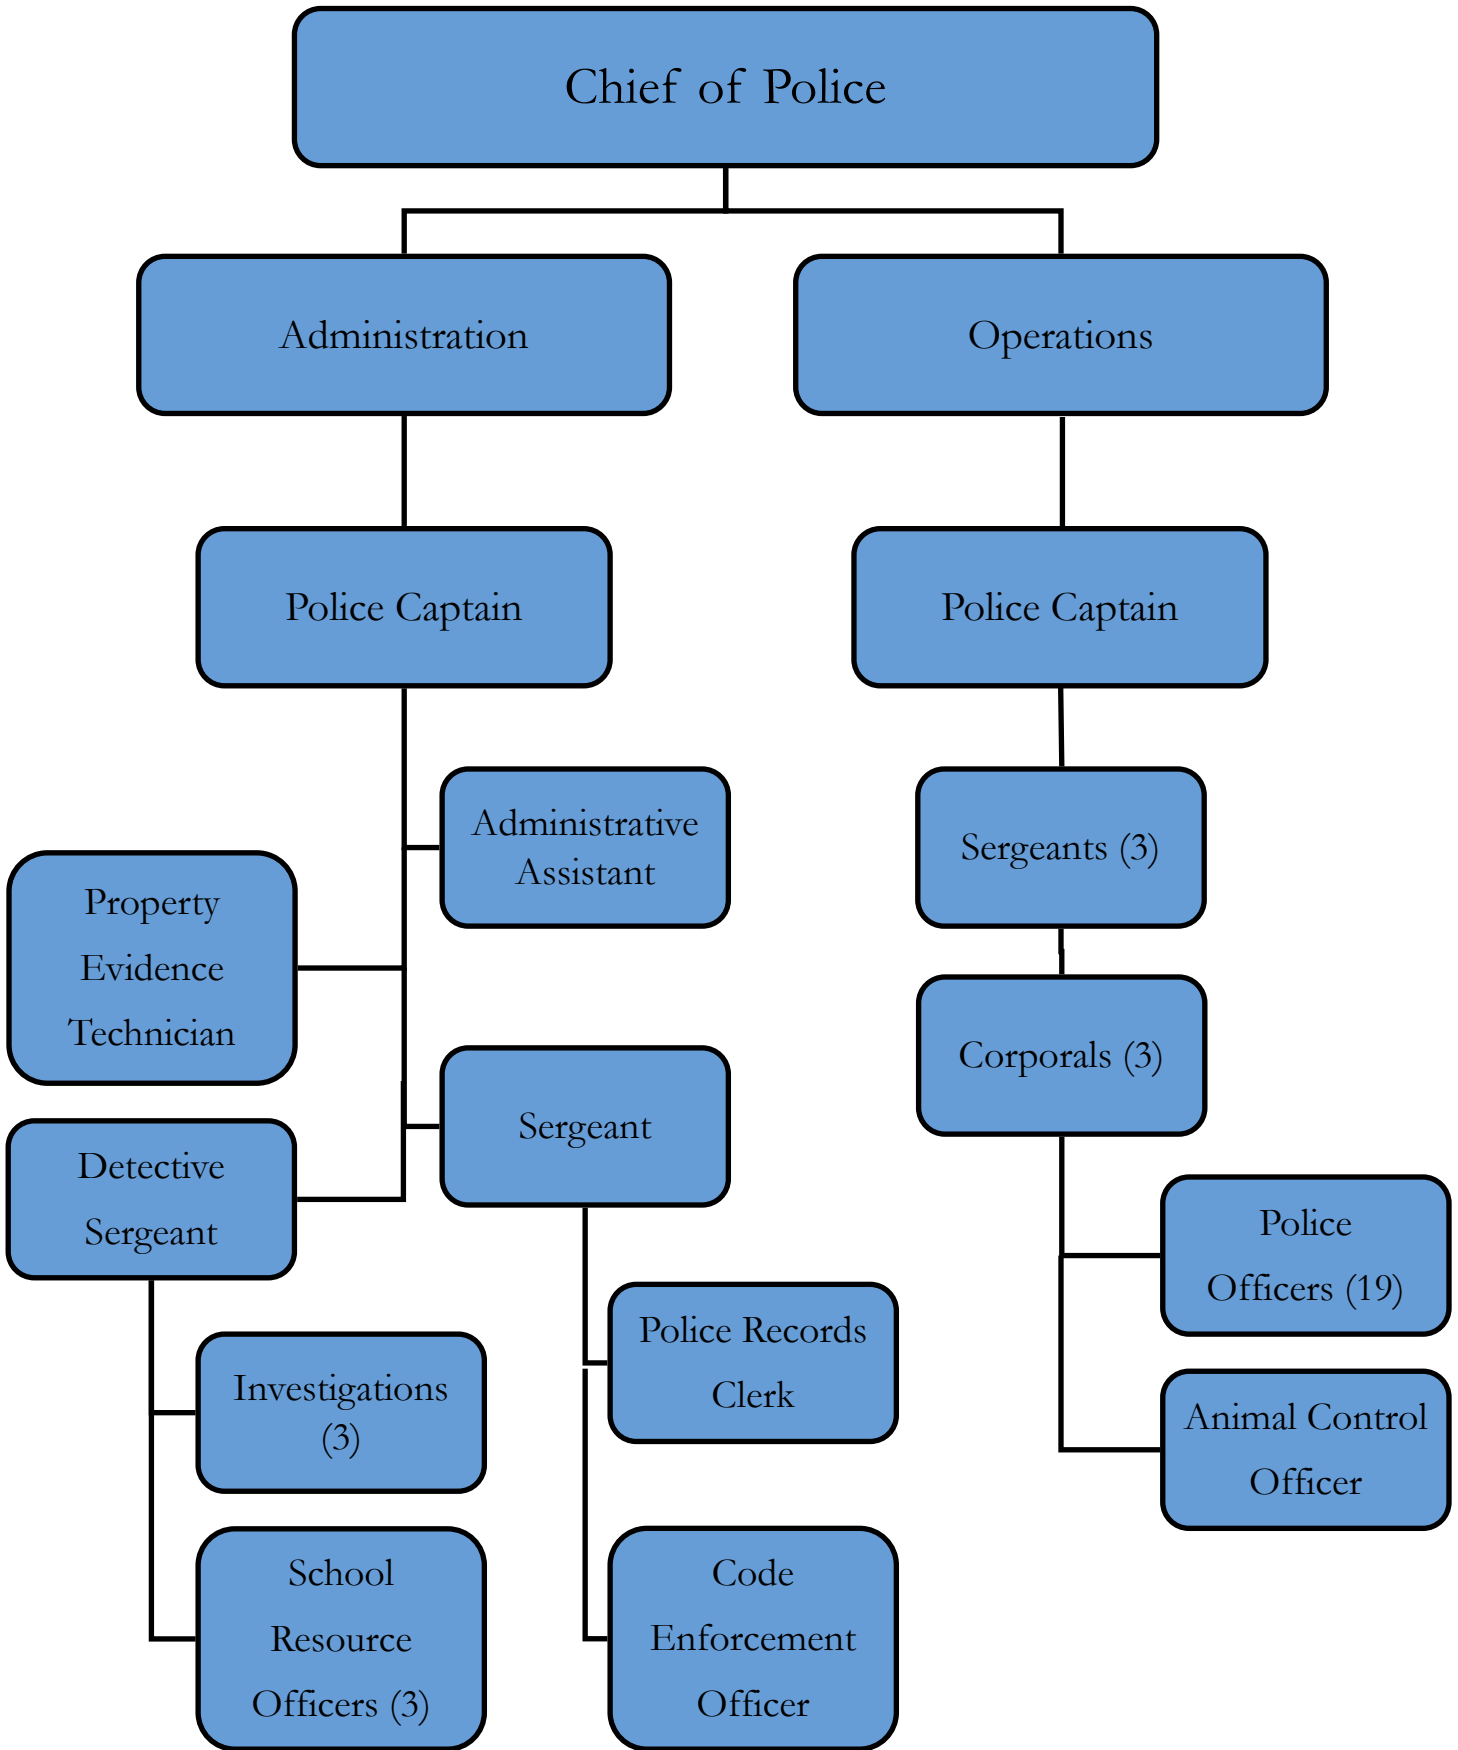 Chief of Police
Administration
Operations
Police Captain
Police Captain
Administrative
Assistant
Sergeants (3)
Property
Evidence
Technician
Corporals (3)
Sergeant
Detective
Sergeant
Police
Officers (19)
Police Records
Clerk
Investigations
(3)
Animal Control
Officer
School
Resource
Officers (3)
Code
Enforcement
Officer